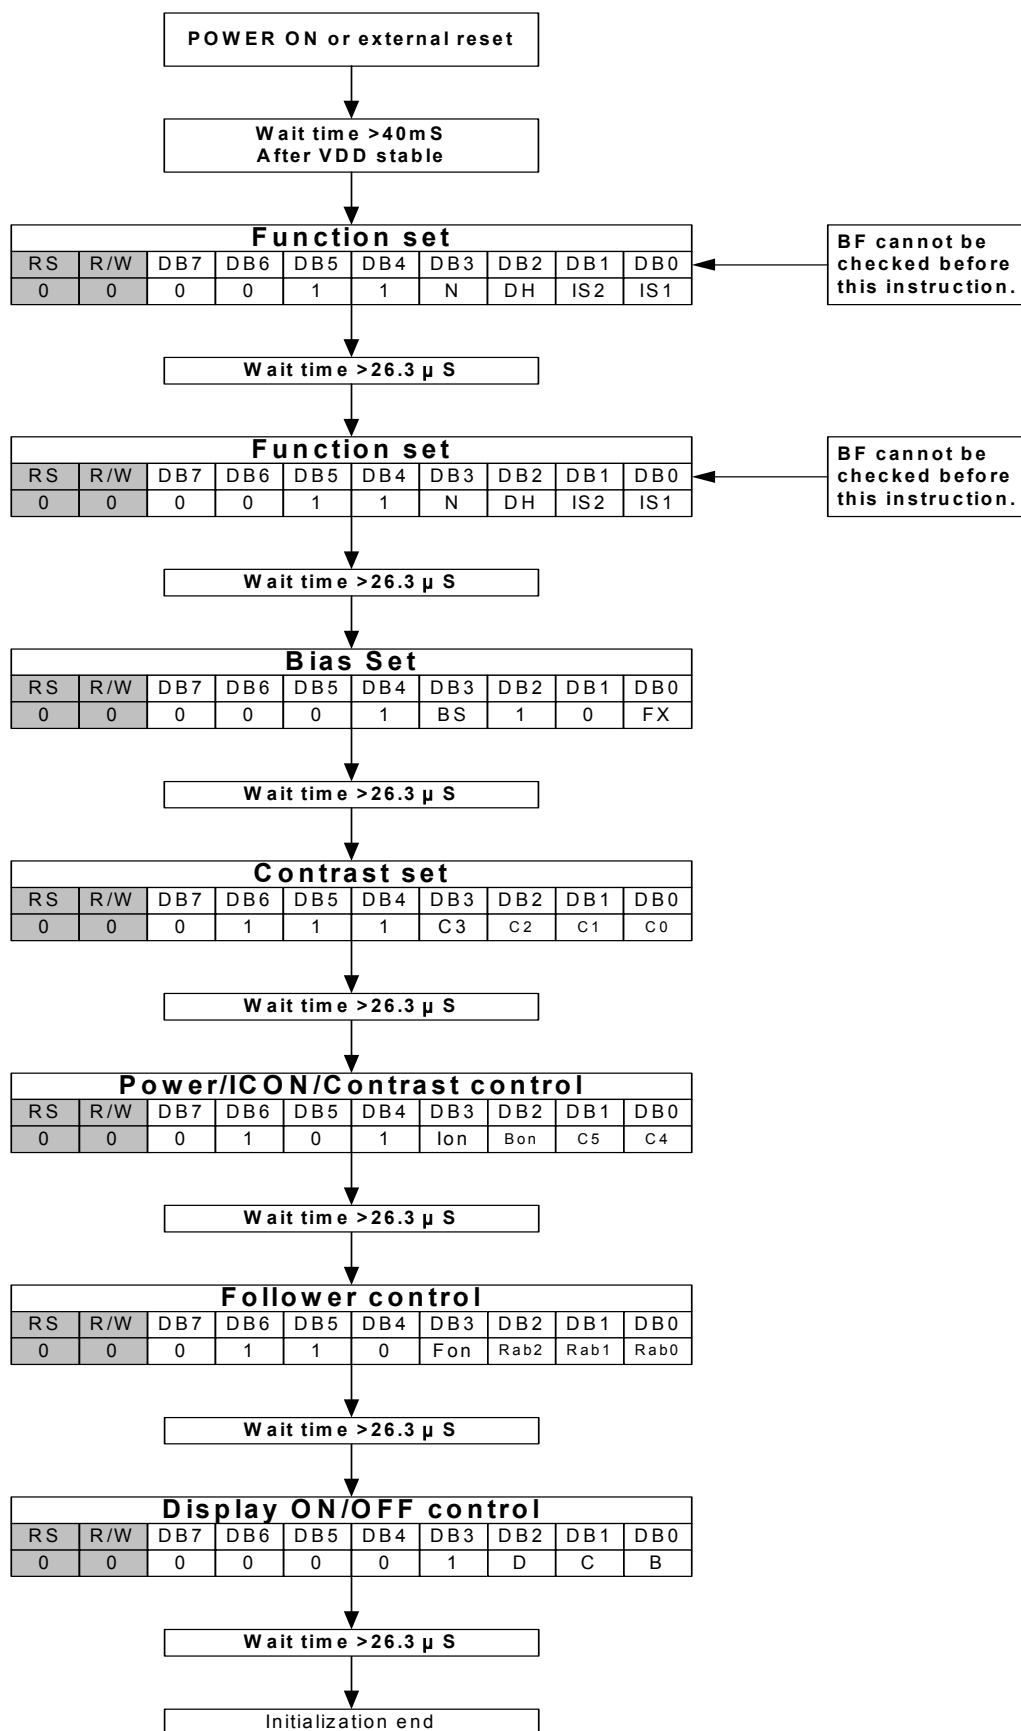 POWER ON or external reset
Wait time >40mS
After VDD stable
Function set
RS R/W DB7 DB6 DB5 DB4 DB3 DB2 DB1 DB0
0 0 0 0 1 1 N DH IS2 IS1
BF cannot be
checked before
this instruction.
Wait time >26.3 µS
Function set
RS R/W DB7 DB6 DB5 DB4 DB3 DB2 DB1 DB0
0 0 0 0 1 1 N DH IS2 IS1
BF cannot be
checked before
this instruction.
Wait time >26.3 µS
Bias Set
RS R/W DB7 DB6 DB5 DB4 DB3 DB2 DB1 DB0
0 0 0 0 0 1 BS 1 0 FX
Wait time >26.3 µS
Contrast set
RS R/W DB7 DB6 DB5 DB4 DB3 DB2 DB1 DB0
0 0 0 1 1 1 C3 C2 C1 C0
Wait time >26.3 µS
Power/ICON/Contrast control
RS R/W DB7 DB6 DB5 DB4 DB3 DB2 DB1 DB0
0 0 0 1 0 1 Ion Bon C5 C4
Wait time >26.3 µS
Follower control
RS R/W DB7 DB6 DB5 DB4 DB3 DB2 DB1 DB0
0 0 0 1 1 0 Fon Rab2 Rab1 Rab0
Wait time >26.3 µS
Display ON/OFF control
RS R/W DB7 DB6 DB5 DB4 DB3 DB2 DB1 DB0
0 0 0 0 0 0 1 D C B
Wait time >26.3 µS
Initialization end